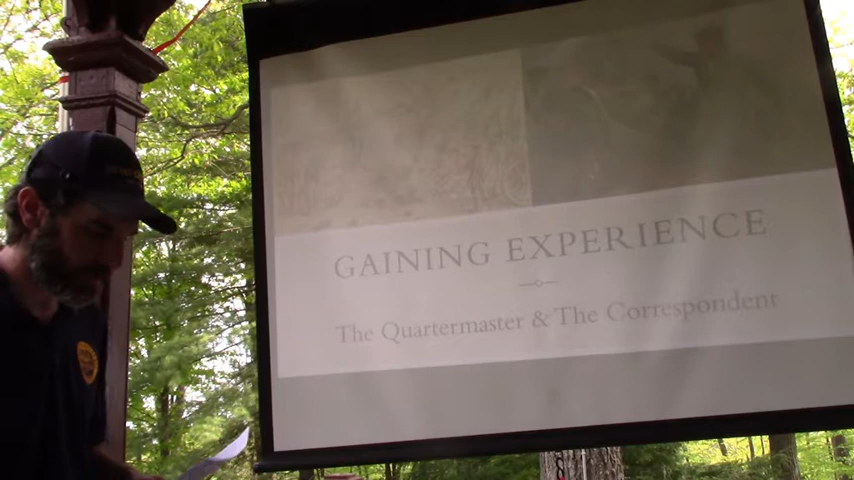 GAINING EXPERIENCE
The Quartermaster & The Correspondent